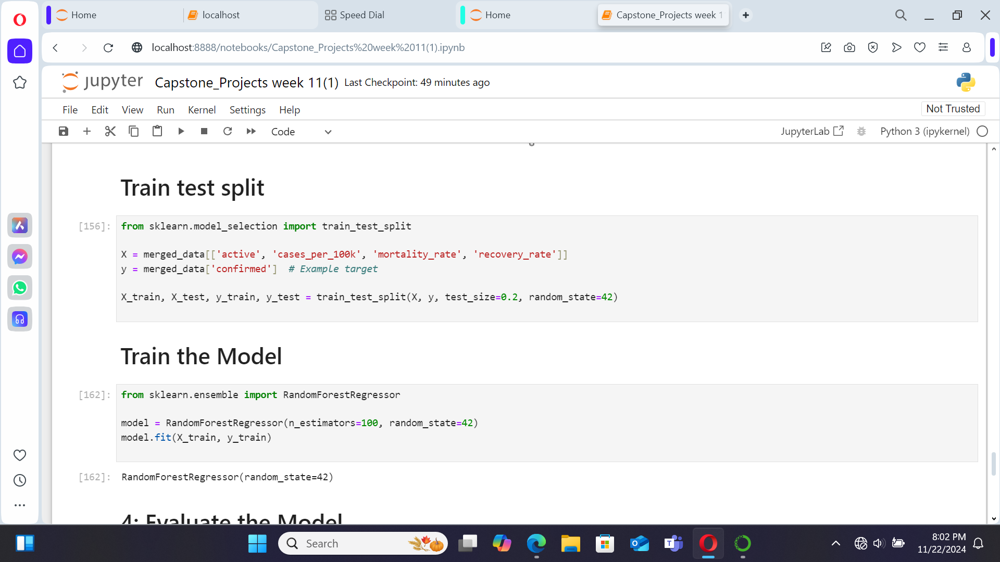 Home
localhost
Speed Dial
Home
Capstone_Projects week 1
localhost:8888/notebooks/Capstone_Projects%20week%2011(1).ipynb
jupyter
Capstone_Projects week 11(1) Last Checkpoint: 49 minutes ago
File Edit View Run Kernel Settings Help
Not Trusted
Code
JupyterLab
Python 3 (ipykernel)
Train test split
[156]:
from sklearn.model_selection import train_test_split
X = merged_data[['active', 'cases_per_100k', 'mortality_rate', 'recovery_rate']]
y = merged_data['confirmed']  # Example target
X_train, X_test, y_train, y_test = train_test_split(X, y, test_size=0.2, random_state=42)
Train the Model
[162]:
from sklearn.ensemble import RandomForestRegressor
model = RandomForestRegressor(n_estimators=100, random_state=42)
model.fit(X_train, y_train)
[162]:
RandomForestRegressor(random_state=42)
4: Evaluate the Model
Search
8:02 PM
11/22/2024